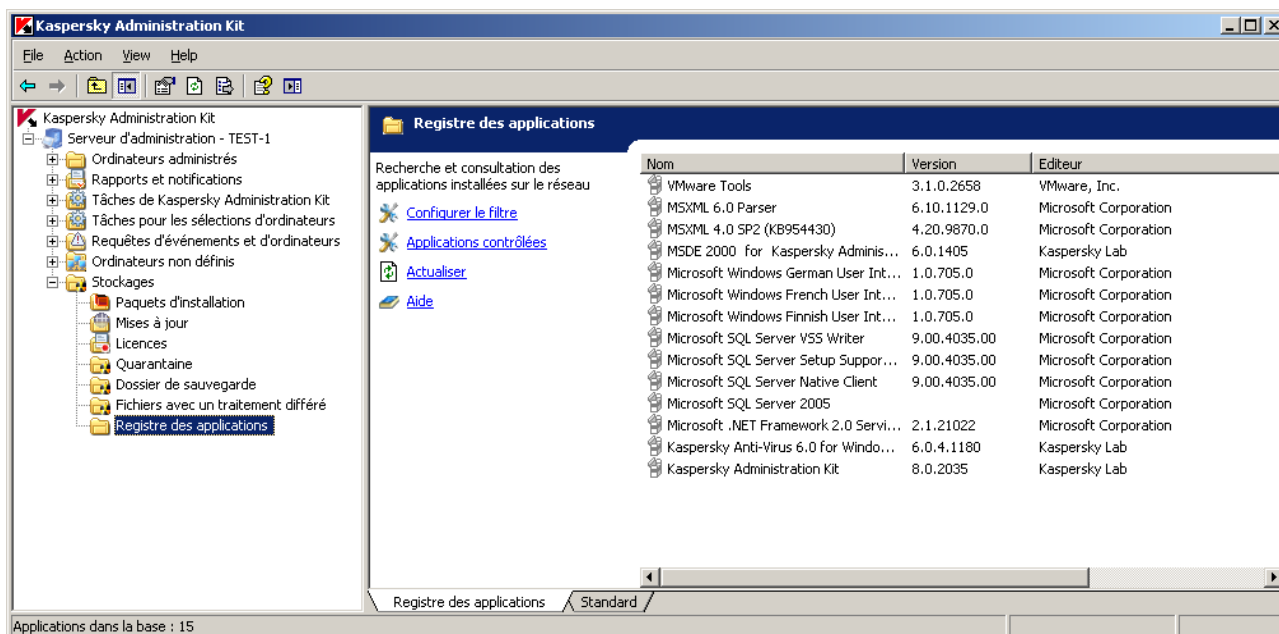 Kaspersky Administration Kit
File Action View Help
Kaspersky Administration Kit
Serveur d'administration - TEST-1
Ordinateurs administrés
Rapports et notifications
Tâches de Kaspersky Administration Kit
Tâches pour les sélections d'ordinateurs
Requêtes d'événements et d'ordinateurs
Ordinateurs non définis
Stockages
Paquets d'installation
Mises à jour
Licences
Quarantaine
Dossier de sauvegarde
Fichiers avec un traitement différé
Registre des applications
Registre des applications
Recherche et consultation des
applications installées sur le réseau
Configurer le filtre
Applications contrôlées
Actualiser
Aide
Nom Version Editeur
VMware Tools 3.1.0.2658 VMware, Inc.
MSXML 6.0 Parser 6.10.1129.0 Microsoft Corporation
MSXML 4.0 SP2 (KB954430) 4.20.9870.0 Microsoft Corporation
MSDE 2000 for Kaspersky Adminis... 6.0.1405 Kaspersky Lab
Microsoft Windows German User Int... 1.0.705.0 Microsoft Corporation
Microsoft Windows French User Int... 1.0.705.0 Microsoft Corporation
Microsoft Windows Finnish User Int... 1.0.705.0 Microsoft Corporation
Microsoft SQL Server VSS Writer 9.00.4035.00 Microsoft Corporation
Microsoft SQL Server Setup Suppor... 9.00.4035.00 Microsoft Corporation
Microsoft SQL Server Native Client 9.00.4035.00 Microsoft Corporation
Microsoft SQL Server 2005 Microsoft Corporation
Microsoft .NET Framework 2.0 Servi... 2.1.21022 Microsoft Corporation
Kaspersky Anti-Virus 6.0 for Windo... 6.0.4.1180 Kaspersky Lab
Kaspersky Administration Kit 8.0.2035 Kaspersky Lab
Registre des applications Standard
Applications dans la base : 15